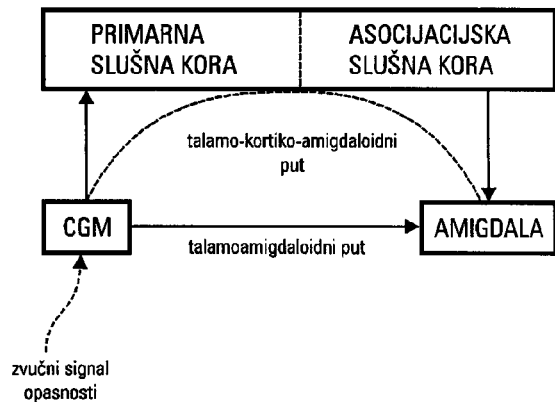 PRIMARNA
SLUŠNA KORA
ASOCIJACIJSKA
SLUŠNA KORA
talamo-kortiko-amigdaloidni
put
CGM
AMIGDALA
talamoamigdaloidni put
zvučni signal
opasnosti